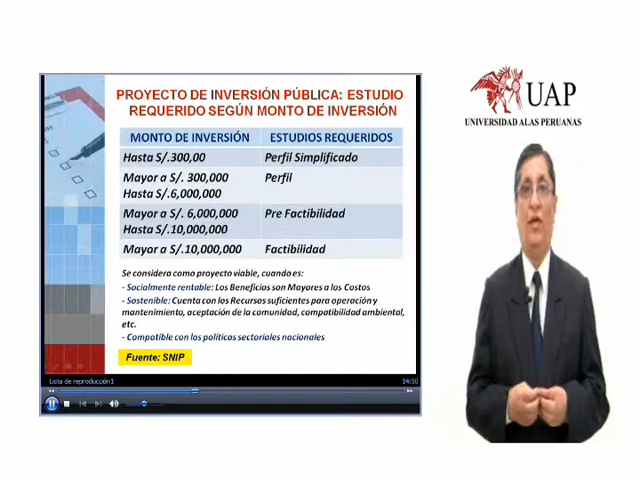 PROYECTO DE INVERSIÓN PÚBLICA: ESTUDIO
REQUERIDO SEGÚN MONTO DE INVERSIÓN
MONTO DE INVERSIÓN ESTUDIOS REQUERIDOS
Hasta S/.300,00 Perfil Simplificado
Mayor a S/. 300,000 Perfil
Hasta S/.6,000,000
Mayor a S/. 6,000,000 Pre Factibilidad
Hasta S/.10,000,000
Mayor a S/.10,000,000 Factibilidad
Se considera como proyecto viable, cuando es:
- Socialmente rentable: Los Beneficios son Mayores a los Costos
- Sostenible: Cuenta con los Recursos suficientes para operación y
mantenimiento, aceptación de la comunidad, compatibilidad ambiental,
etc.
- Compatible con las políticas sectoriales nacionales
Fuente: SNIP
Lista de reproducción1 14:50
UAP
UNIVERSIDAD ALAS PERUANAS